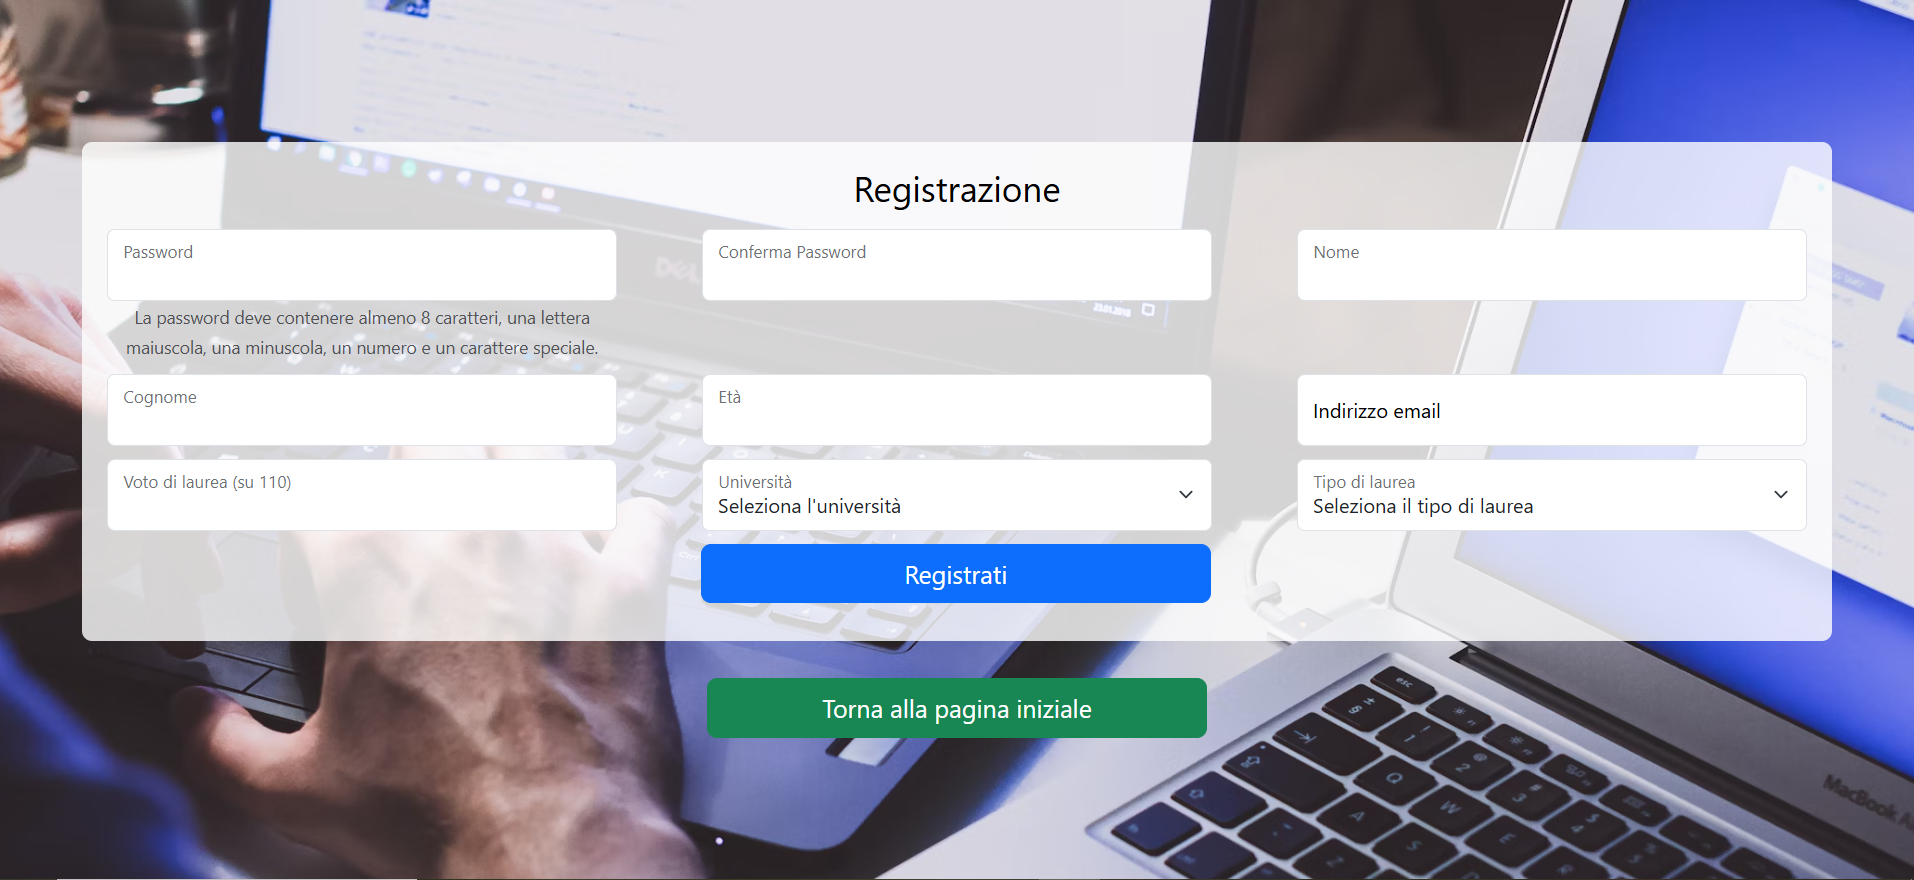 Registrazione
Password
Conferma Password
Nome
La password deve contenere almeno 8 caratteri, una lettera
maiuscola, una minuscola, un numero e un carattere speciale.
Cognome
Età
Indirizzo email
Voto di laurea (su 110)
Università
Seleziona l'università
Tipo di laurea
Seleziona il tipo di laurea
Registrati
Torna alla pagina iniziale
MacBook
esc